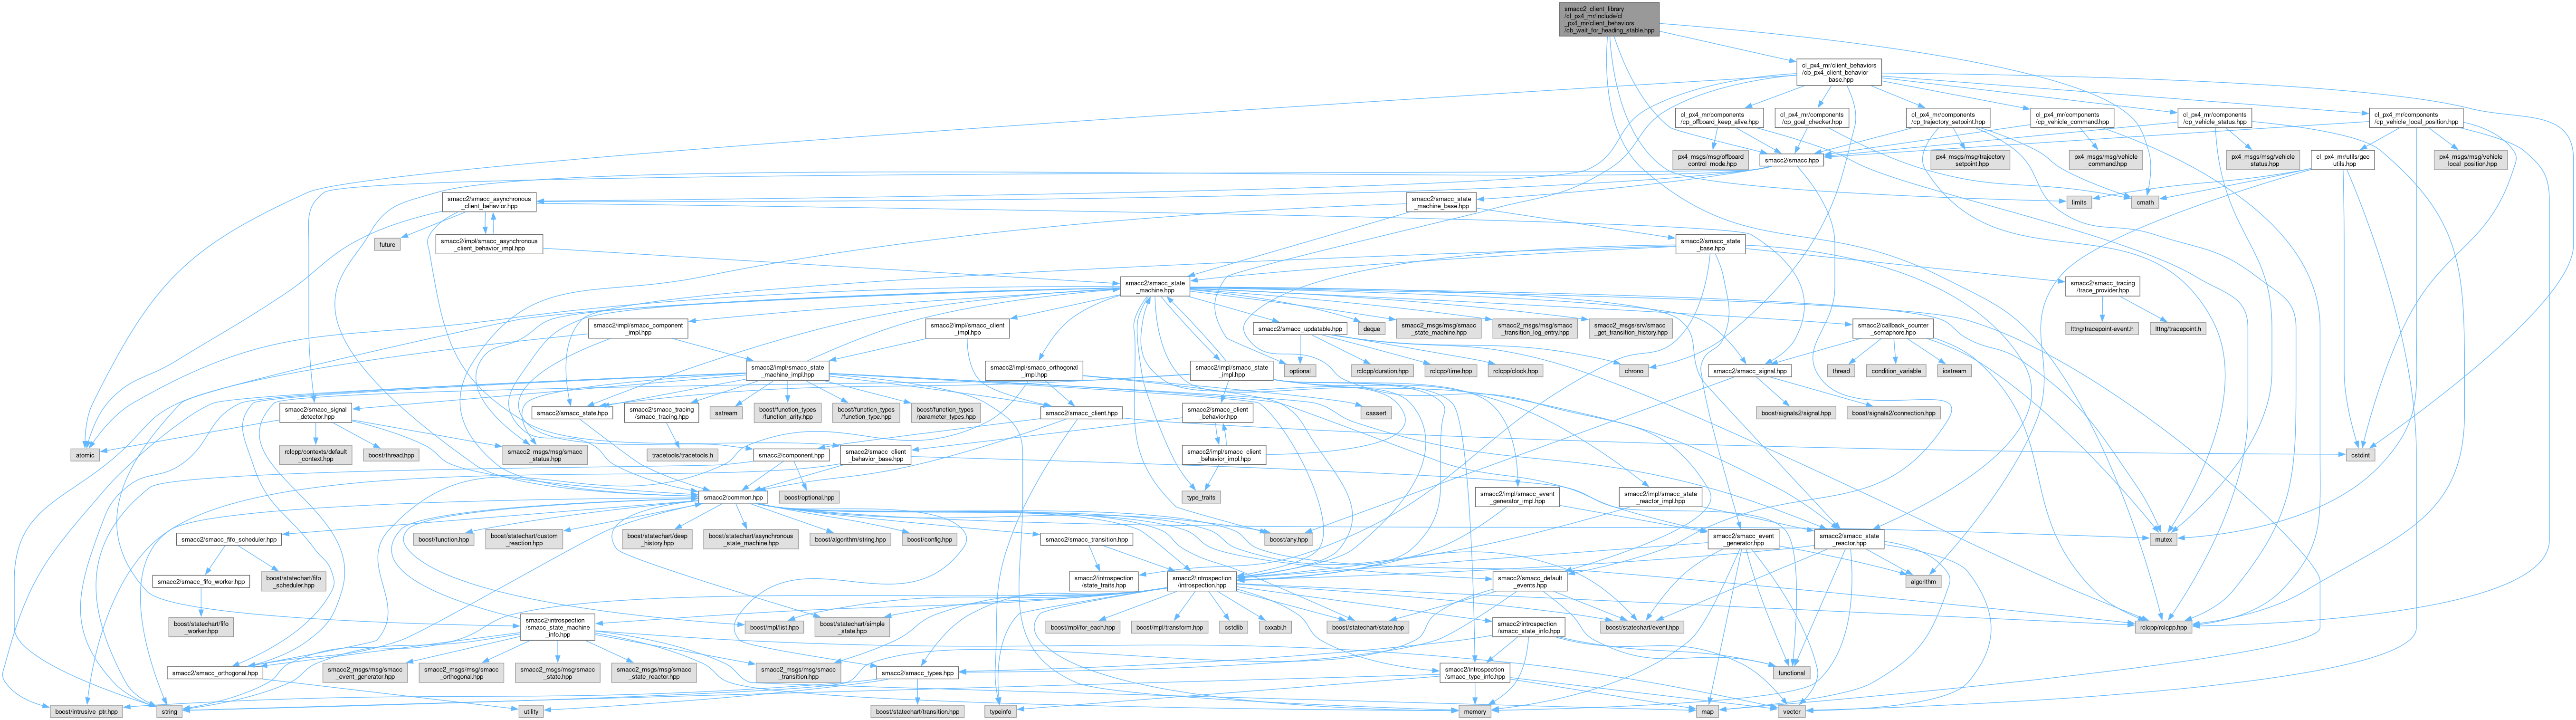 smacc2_client_library
/cl_px4_mr/include/cl
_px4_mr/client_behaviors
/cb_wait_for_heading_stable.hpp
cl_px4_mr/client_behaviors
/cb_px4_client_behavior
_base.hpp
cl_px4_mr/components
/cp_offboard_keep_alive.hpp
cl_px4_mr/components
/cp_goal_checker.hpp
cl_px4_mr/components
/cp_trajectory_setpoint.hpp
cl_px4_mr/components
/cp_vehicle_command.hpp
cl_px4_mr/components
/cp_vehicle_status.hpp
cl_px4_mr/components
/cp_vehicle_local_position.hpp
px4_msgs/msg/offboard
_control_mode.hpp
smacc2/smacc.hpp
px4_msgs/msg/trajectory
_setpoint.hpp
px4_msgs/msg/vehicle
_command.hpp
px4_msgs/msg/vehicle
_status.hpp
cl_px4_mr/utils/geo
_utils.hpp
px4_msgs/msg/vehicle
_local_position.hpp
smacc2/smacc_asynchronous
_client_behavior.hpp
smacc2/smacc_state
_machine_base.hpp
limits
cmath
future
smacc2/impl/smacc_asynchronous
_client_behavior_impl.hpp
smacc2/smacc_state
_base.hpp
smacc2/smacc_state
_machine.hpp
smacc2/smacc_tracing
/trace_provider.hpp
smacc2/impl/smacc_component
_impl.hpp
smacc2/impl/smacc_client
_impl.hpp
smacc2/smacc_updatable.hpp
deque
smacc2_msgs/msg/smacc
_state_machine.hpp
smacc2_msgs/msg/smacc
_transition_log_entry.hpp
smacc2_msgs/srv/smacc
_get_transition_history.hpp
smacc2/callback_counter
_semaphore.hpp
lttng/tracepoint-event.h
lttng/tracepoint.h
smacc2/impl/smacc_state
_machine_impl.hpp
smacc2/impl/smacc_orthogonal
_impl.hpp
smacc2/impl/smacc_state
_impl.hpp
optional
rclcpp/duration.hpp
rclcpp/time.hpp
rclcpp/clock.hpp
chrono
smacc2/smacc_signal.hpp
thread
condition_variable
iostream
smacc2/smacc_signal
_detector.hpp
smacc2/smacc_state.hpp
smacc2/smacc_tracing
/smacc_tracing.hpp
sstream
boost/function_types
/function_arity.hpp
boost/function_types
/function_type.hpp
boost/function_types
/parameter_types.hpp
smacc2/smacc_client.hpp
smacc2/smacc_client
_behavior.hpp
cassert
boost/signals2/signal.hpp
boost/signals2/connection.hpp
atomic
rclcpp/contexts/default
_context.hpp
boost/thread.hpp
smacc2_msgs/msg/smacc
_status.hpp
tracetools/tracetools.h
smacc2/component.hpp
smacc2/smacc_client
_behavior_base.hpp
smacc2/impl/smacc_client
_behavior_impl.hpp
cstdint
smacc2/common.hpp
boost/optional.hpp
type_traits
smacc2/impl/smacc_event
_generator_impl.hpp
smacc2/impl/smacc_state
_reactor_impl.hpp
smacc2/smacc_fifo_scheduler.hpp
boost/function.hpp
boost/statechart/custom
_reaction.hpp
boost/statechart/deep
_history.hpp
boost/statechart/asynchronous
_state_machine.hpp
boost/algorithm/string.hpp
boost/config.hpp
smacc2/smacc_transition.hpp
boost/any.hpp
smacc2/smacc_event
_generator.hpp
smacc2/smacc_state
_reactor.hpp
mutex
smacc2/smacc_fifo_worker.hpp
boost/statechart/fifo
_scheduler.hpp
smacc2/introspection
/state_traits.hpp
smacc2/introspection
/introspection.hpp
smacc2/smacc_default
_events.hpp
algorithm
boost/statechart/fifo
_worker.hpp
smacc2/introspection
/smacc_state_machine
_info.hpp
boost/mpl/list.hpp
boost/statechart/simple
_state.hpp
boost/mpl/for_each.hpp
boost/mpl/transform.hpp
cstdlib
cxxabi.h
boost/statechart/state.hpp
smacc2/introspection
/smacc_state_info.hpp
boost/statechart/event.hpp
rclcpp/rclcpp.hpp
smacc2/smacc_orthogonal.hpp
smacc2_msgs/msg/smacc
_event_generator.hpp
smacc2_msgs/msg/smacc
_orthogonal.hpp
smacc2_msgs/msg/smacc
_state.hpp
smacc2_msgs/msg/smacc
_state_reactor.hpp
smacc2_msgs/msg/smacc
_transition.hpp
smacc2/smacc_types.hpp
smacc2/introspection
/smacc_type_info.hpp
functional
boost/intrusive_ptr.hpp
string
utility
boost/statechart/transition.hpp
typeinfo
memory
map
vector